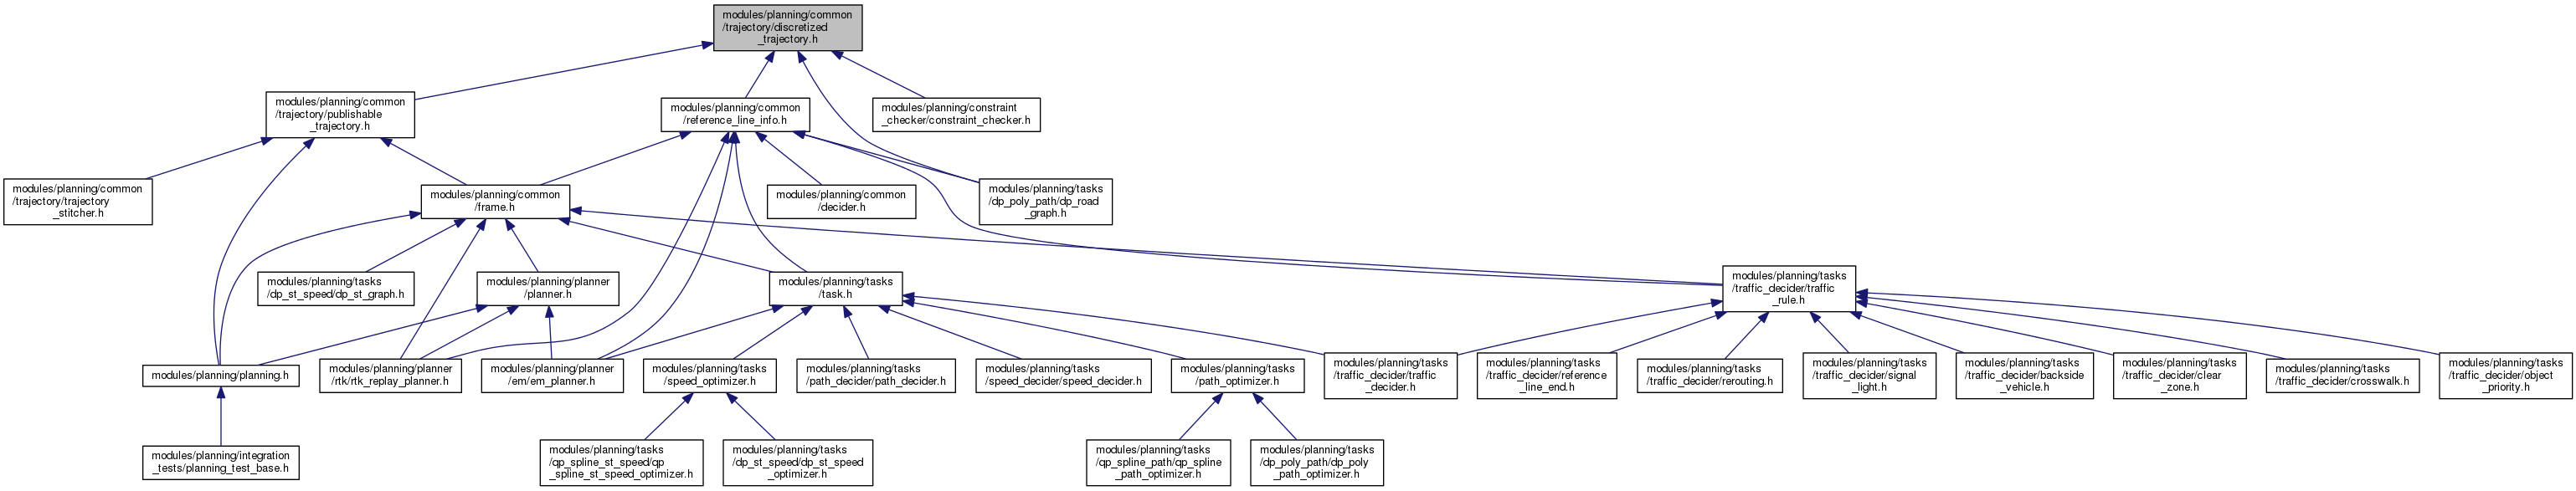 modules/planning/common
/trajectory/discretized
_trajectory.h
modules/planning/common
/trajectory/publishable
_trajectory.h
modules/planning/common
/reference_line_info.h
modules/planning/constraint
_checker/constraint_checker.h
modules/planning/common
/trajectory/trajectory
_stitcher.h
modules/planning/common
/frame.h
modules/planning/common
/decider.h
modules/planning/tasks
/dp_poly_path/dp_road
_graph.h
modules/planning/tasks
/dp_st_speed/dp_st_graph.h
modules/planning/planner
/planner.h
modules/planning/tasks
/task.h
modules/planning/tasks
/traffic_decider/traffic
_rule.h
modules/planning/planning.h
modules/planning/planner
/rtk/rtk_replay_planner.h
modules/planning/planner
/em/em_planner.h
modules/planning/tasks
/speed_optimizer.h
modules/planning/tasks
/path_decider/path_decider.h
modules/planning/tasks
/speed_decider/speed_decider.h
modules/planning/tasks
/path_optimizer.h
modules/planning/tasks
/traffic_decider/traffic
_decider.h
modules/planning/tasks
/traffic_decider/reference
_line_end.h
modules/planning/tasks
/traffic_decider/rerouting.h
modules/planning/tasks
/traffic_decider/signal
_light.h
modules/planning/tasks
/traffic_decider/backside
_vehicle.h
modules/planning/tasks
/traffic_decider/clear
_zone.h
modules/planning/tasks
/traffic_decider/crosswalk.h
modules/planning/tasks
/traffic_decider/object
_priority.h
modules/planning/integration
_tests/planning_test_base.h
modules/planning/tasks
/qp_spline_st_speed/qp
_spline_st_speed_optimizer.h
modules/planning/tasks
/dp_st_speed/dp_st_speed
_optimizer.h
modules/planning/tasks
/qp_spline_path/qp_spline
_path_optimizer.h
modules/planning/tasks
/dp_poly_path/dp_poly
_path_optimizer.h